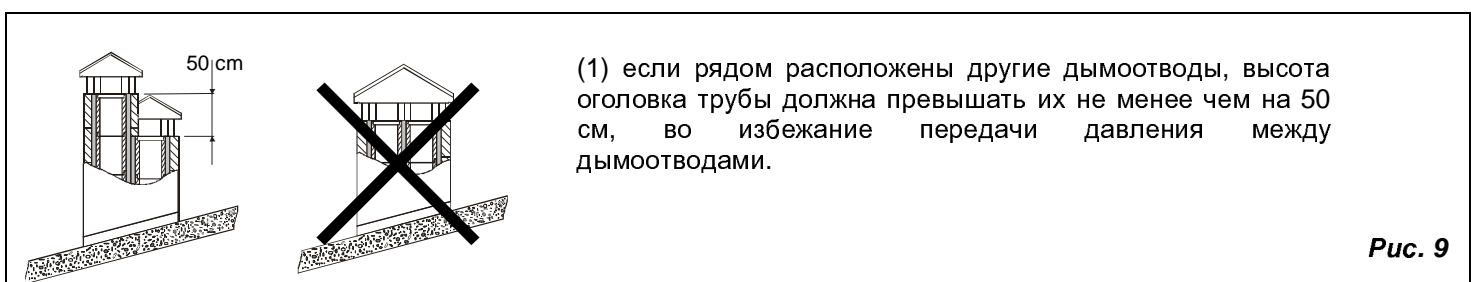 50 cm
(1) если рядом расположены другие дымоотводы, высота
оголовка трубы должна превышать их не менее чем на 50
см, во избежание передачи давления между
дымоотводами.
Рис. 9